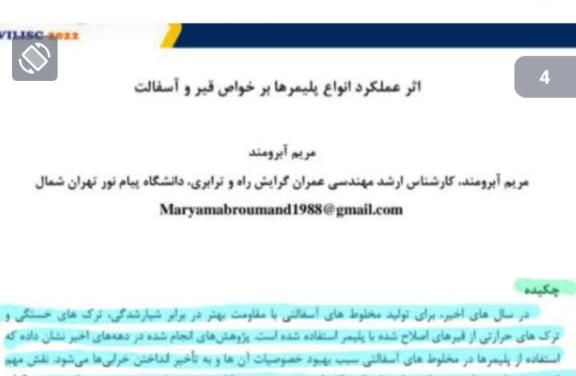 VILISC 2022
4
اثر عملکرد انواع پلیمرها بر خواص قیر و آسفالت
مریم آبرومند
مریم آبرومند، کارشناس ارشد مهندسی عمران گرایش راه و ترابری، دانشگاه پیام نور تهران شمال
Maryamabroumand1988@gmail.com
چکیده
در سال های اخیر، برای تولید مخلوط های آسفالتی با مقاومت بهتر در برابر شیارشدگی، ترک های خستگی و
ترک های حرارتی از قیرهای اصلاح شده با پلیمر استفاده شده است. پژوهش‌های انجام شده در دهه‌های اخیر نشان داده که
استفاده از پلیمرها در مخلوط های آسفالتی سبب بهبود خصوصیات آن ها و به تأخیر انداختن خرابی‌ها می‌شود. نقش مهم